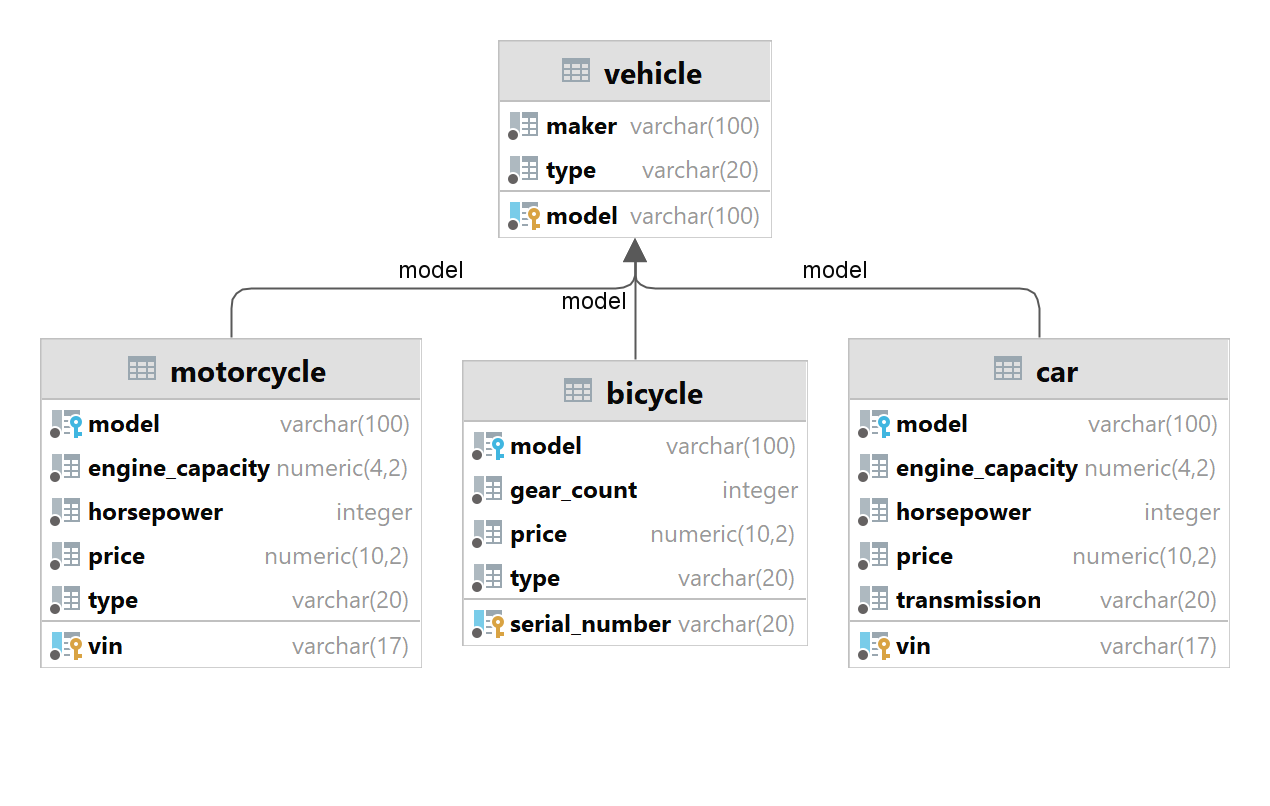 vehicle
maker varchar(100)
type varchar(20)
model varchar(100)
model
model
model
motorcycle
model varchar(100)
engine_capacity numeric(4,2)
horsepower integer
price numeric(10,2)
type varchar(20)
vin varchar(17)
bicycle
model varchar(100)
gear_count integer
price numeric(10,2)
type varchar(20)
serial_number varchar(20)
car
model varchar(100)
engine_capacity numeric(4,2)
horsepower integer
price numeric(10,2)
transmission varchar(20)
vin varchar(17)